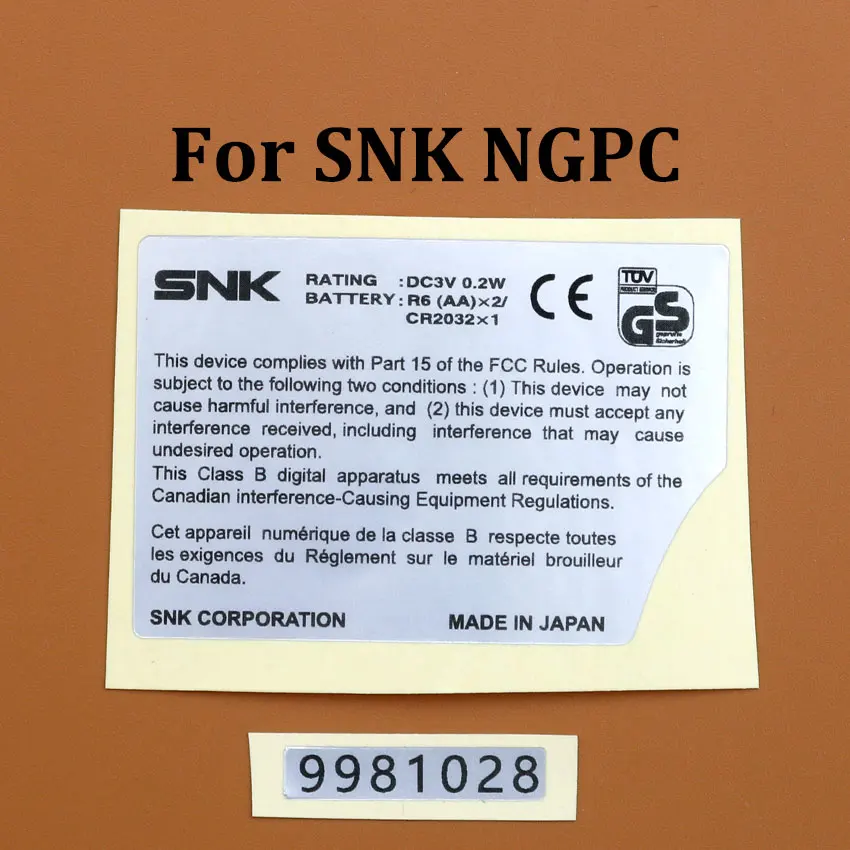 For SNK NGPC
SNK
RATING :DC3V 0.2W
BATTERY: R6 (AA)×2/
CR2032×1
CE
TÜV
PRODUCT SERVICE
GS
geprüfte
Sicherheit
This device complies with Part 15 of the FCC Rules. Operation is
subject to the following two conditions : (1) This device may not
cause harmful interference, and (2) this device must accept any
interference received, including interference that may cause
undesired operation.
This Class B digital apparatus meets all requirements of the
Canadian interference-Causing Equipment Regulations.
Cet appareil numérique de la classe B respecte toutes
les exigences du Réglement sur le matériel brouilleur
du Canada.
SNK CORPORATION MADE IN JAPAN
9981028